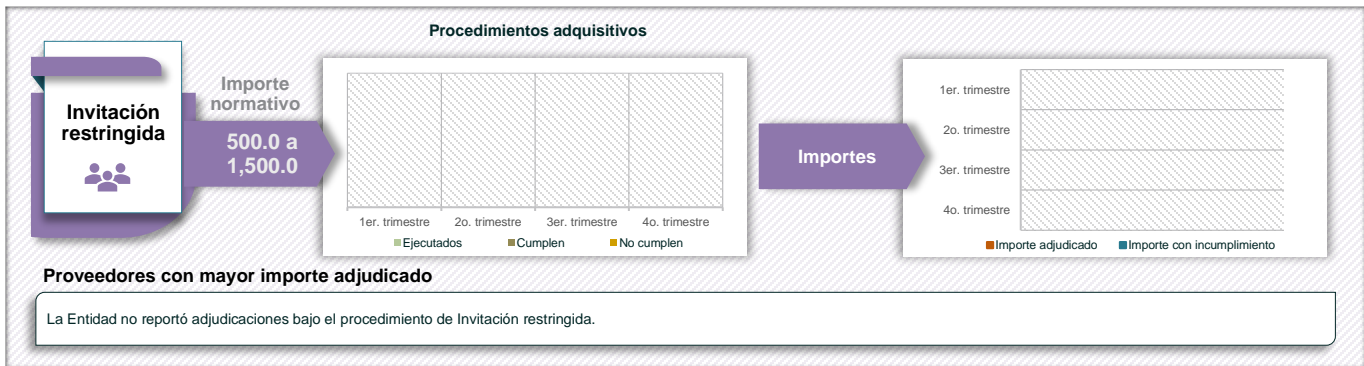 Procedimientos adquisitivos
Invitación
restringida
Importe
normativo
500.0 a
1,500.0
1er. trimestre 2o. trimestre 3er. trimestre 4o. trimestre
Ejecutados Cumplen No cumplen
Importes
1er. trimestre
2o. trimestre
3er. trimestre
4o. trimestre
Importe adjudicado Importe con incumplimiento
Proveedores con mayor importe adjudicado
La Entidad no reportó adjudicaciones bajo el procedimiento de Invitación restringida.